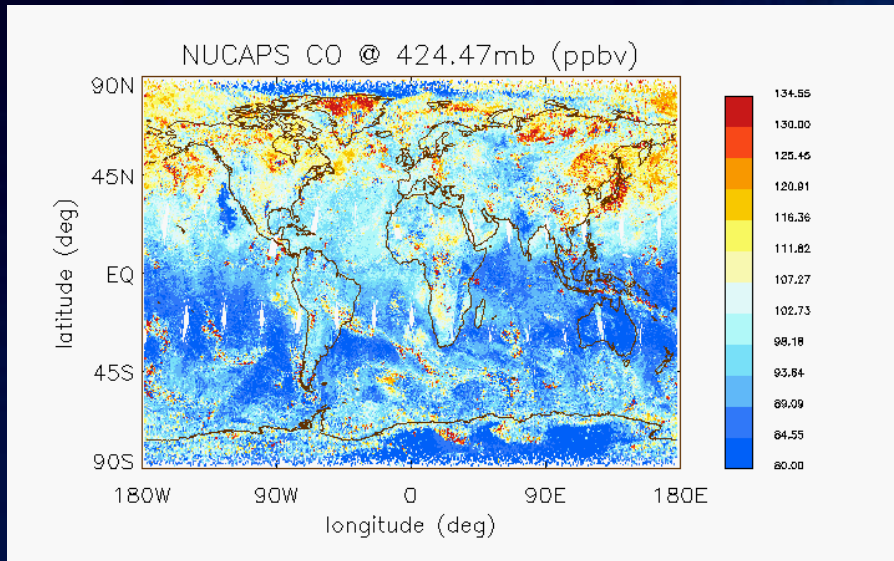 NUCAPS CO @ 424.47mb (ppbv)
90N
45N
EQ
45S
90S
latitude (deg)
180W 90W 0 90E 180E
longitude (deg)
134.55
130.00
125.45
120.91
116.36
111.82
107.27
102.73
98.18
93.64
89.09
84.55
80.00